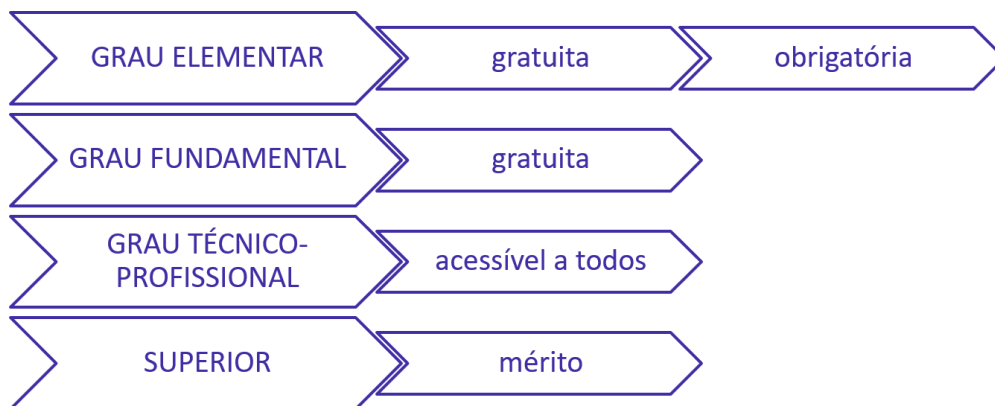 GRAU ELEMENTAR gratuita obrigatória
GRAU FUNDAMENTAL gratuita
GRAU TÉCNICO-
PROFISSIONAL
acessível a todos
SUPERIOR mérito